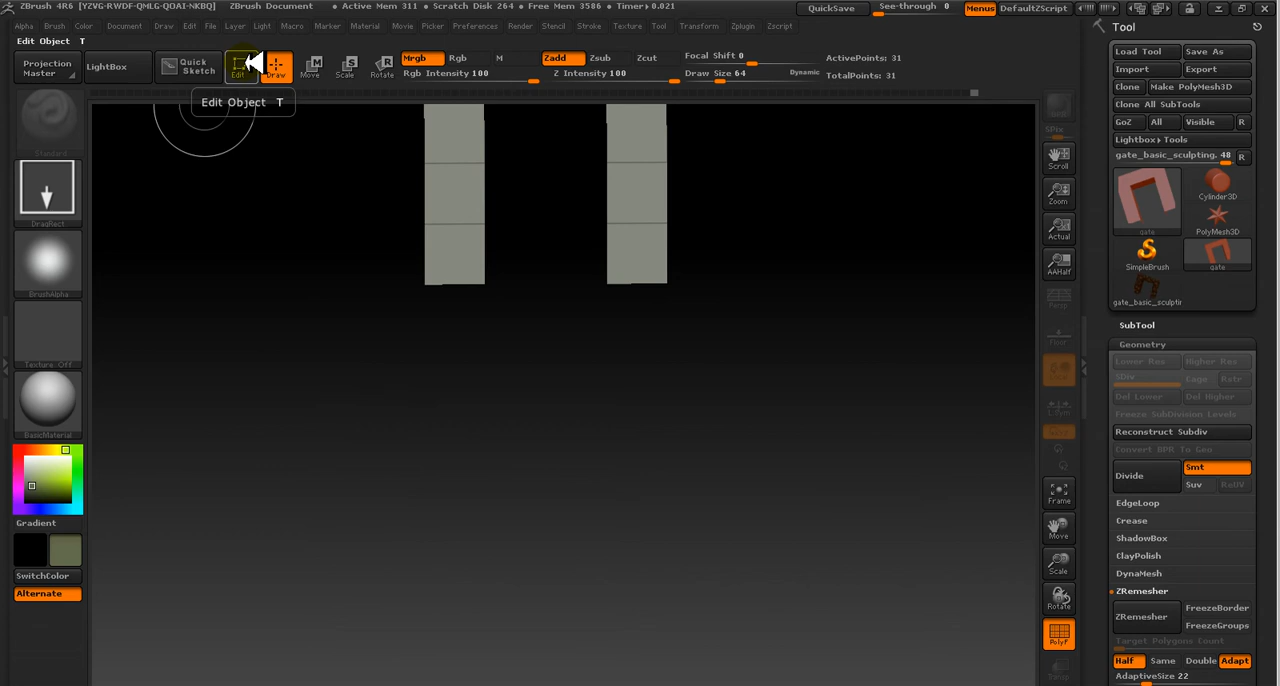 ZBrush 4R6 [YZVG-RWDF-QMLG-QOAI-NKBQ] ZBrush Document • Active Mem 311 • Scratch Disk 264 • Free Mem 3586 • Timer▸0.021 QuickSave See-through 0 Menus DefaultZScript
Alpha Brush Color Document Draw Edit File Layer Light Macro Marker Material Movie Picker Preferences Render Stencil Stroke Texture Tool Transform Zplugin Zscript
Edit Object T
Projection Master
LightBox
Quick Sketch
Edit
Draw
Move
Scale
Rotate
Mrgb Rgb M
Rgb Intensity 100
Zadd Zsub Zcut
Z Intensity 100
Focal Shift 0
Draw Size 64 Dynamic
ActivePoints: 31
TotalPoints: 31
Edit Object T
Standard
DragRect
BrushAlpha
Texture Off
BasicMaterial
Gradient
SwitchColor
Alternate
SPix
Scroll
Zoom
Actual
AAHalf
Persp
Floor
L.Sym
Frame
Move
Scale
Rotate
PolyF
Transp
Tool
Load Tool Save As
Import Export
Clone Make PolyMesh3D
Clone All SubTools
GoZ All Visible R
Lightbox▸Tools
gate_basic_sculpting. 48 R
gate
Cylinder3D
PolyMesh3D
SimpleBrush
gate
gate_basic_sculptir
SubTool
Geometry
Lower Res Higher Res
SDiv Cage Rstr
Del Lower Del Higher
Freeze SubDivision Levels
Reconstruct Subdiv
Convert BPR To Geo
Divide Smt
Suv ReUV
EdgeLoop
Crease
ShadowBox
ClayPolish
DynaMesh
ZRemesher
ZRemesher FreezeBorder
FreezeGroups
Target Polygons Count
Half Same Double Adapt
AdaptiveSize 22